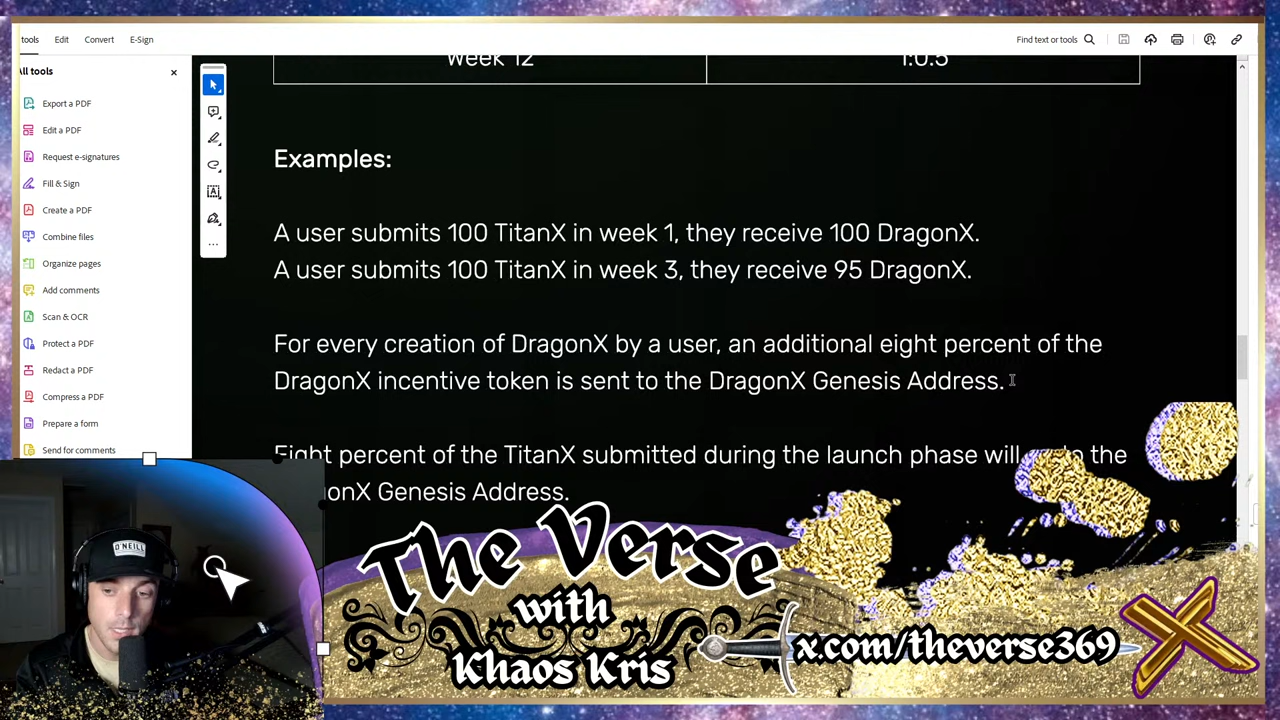 tools Edit Convert E-Sign Find text or tools
All tools
Export a PDF
Edit a PDF
Request e-signatures
Fill & Sign
Create a PDF
Combine files
Organize pages
Add comments
Scan & OCR
Protect a PDF
Redact a PDF
Compress a PDF
Prepare a form
Send for comments
Week 12 1:0.5
Examples:
A user submits 100 TitanX in week 1, they receive 100 DragonX.
A user submits 100 TitanX in week 3, they receive 95 DragonX.
For every creation of DragonX by a user, an additional eight percent of the
DragonX incentive token is sent to the DragonX Genesis Address.
Eight percent of the TitanX submitted during the launch phase will the
Genesis Address.
O'NEILL
The Verse
with
Khaos Kris
x.com/theverse369
X